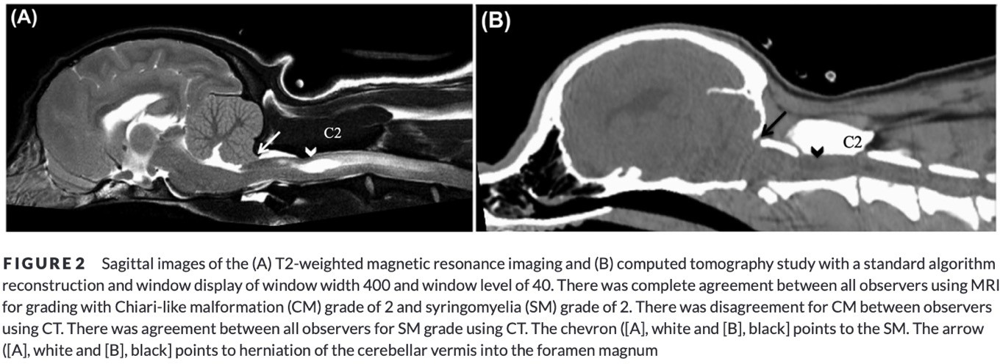 (A)
(B)
C2
C2
FIGURE 2 Sagittal images of the (A) T2-weighted magnetic resonance imaging and (B) computed tomography study with a standard algorithm
reconstruction and window display of window width 400 and window level of 40. There was complete agreement between all observers using MRI
for grading with Chiari-like malformation (CM) grade of 2 and syringomyelia (SM) grade of 2. There was disagreement for CM between observers
using CT. There was agreement between all observers for SM grade using CT. The chevron ([A], white and [B], black] points to the SM. The arrow
([A], white and [B], black] points to herniation of the cerebellar vermis into the foramen magnum